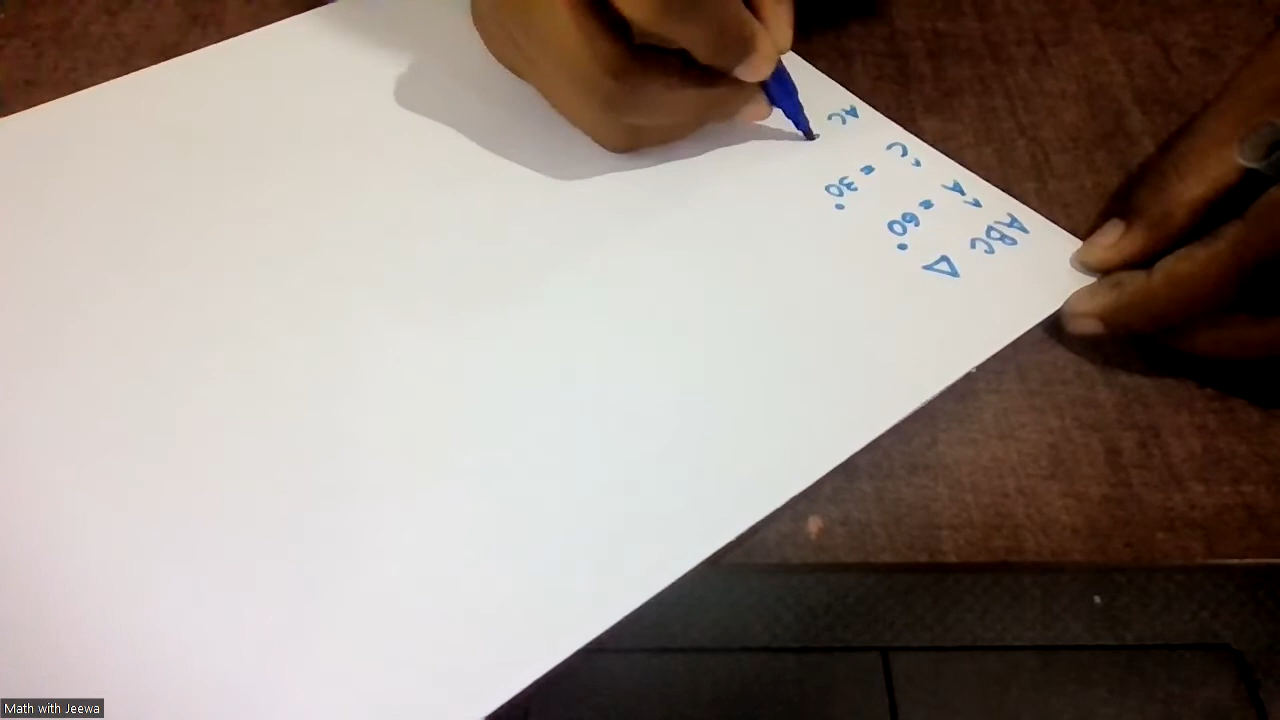 ABC Δ
Â = 60°
Ĉ = 30°
AC
Math with Jeewa